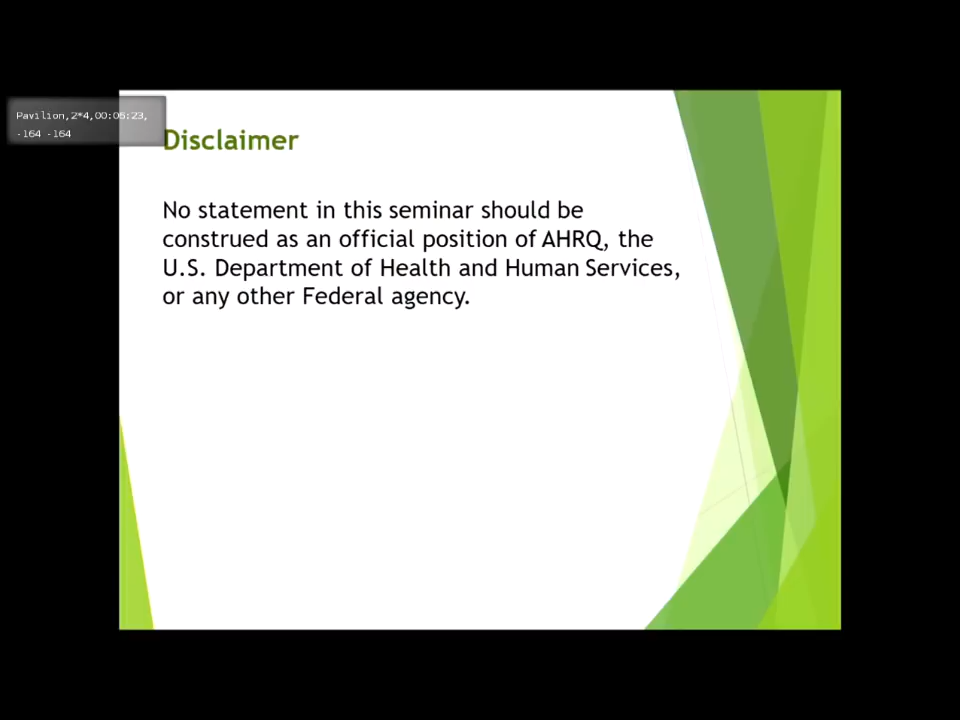 Pavilion,2*4,00:06:23,
-164 -164
Disclaimer
No statement in this seminar should be
construed as an official position of AHRQ, the
U.S. Department of Health and Human Services,
or any other Federal agency.